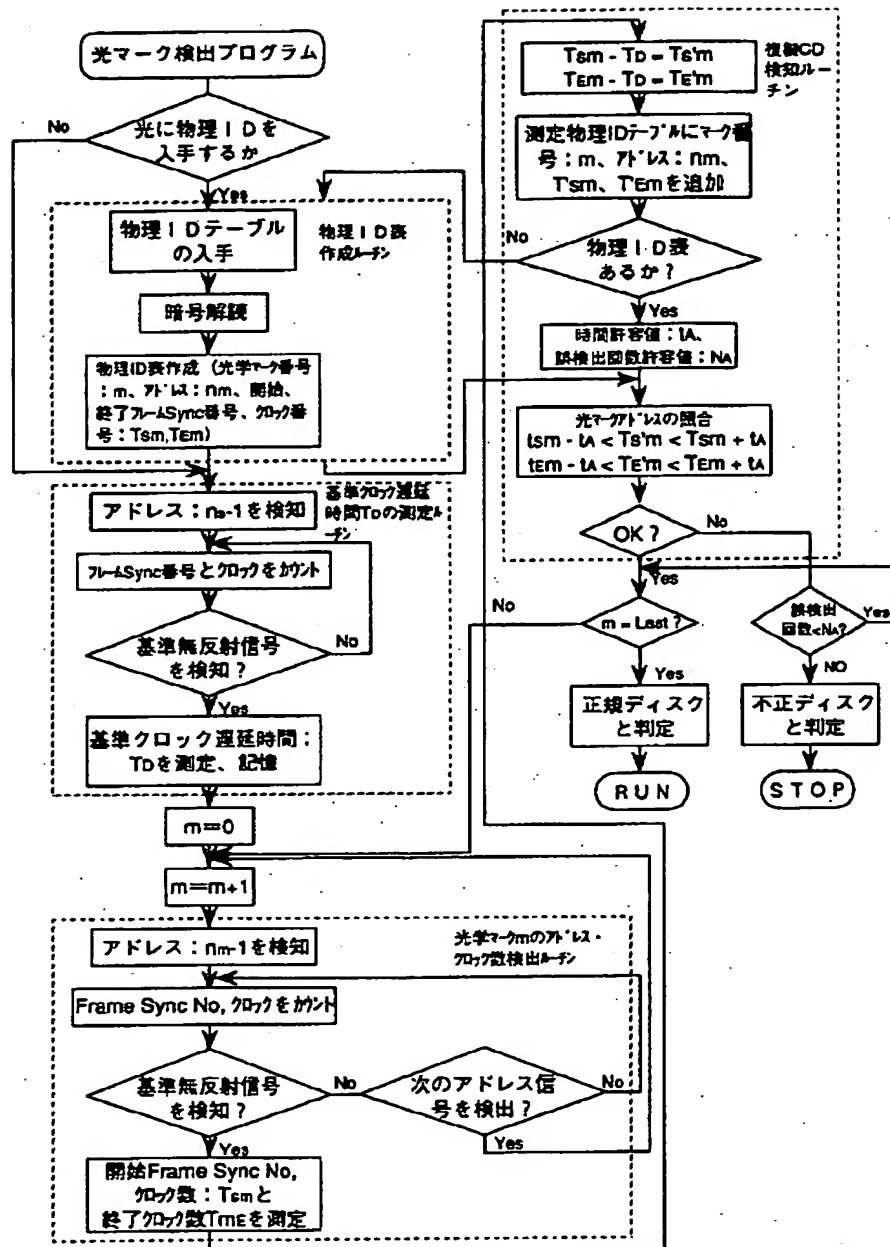 光マーク検出プログラム
No
光に物理IDを
入手するか
Yes
物理IDテーブル
の入手
物理ID表
作成ルーチン
暗号解読
物理ID表作成(光学マーク番号
:m、アドレス:nm、開始、
終了フレームSync番号、クロック番
号:Tsm,TEm)
アドレス:ns-1を検知
基準クロック遅延
時間TDの測定ル
ーチン
フレームSync番号とクロックをカウント
基準無反射信号
を検知?
No
Yes
基準クロック遅延時間:
TDを測定、記憶
m=0
m=m+1
アドレス:nm-1を検知
光学マークmのアドレス・
クロック数検出ルーチン
Frame Sync No,クロックをカウント
基準無反射信号
を検知?
No
次のアドレス信
号を検出?
No
Yes
Yes
開始Frame Sync No,
クロック数:Tsmと
終了クロック数TmEを測定
Tsm - TD = Ts'm
TEm - TD = TE'm
複製CD
検知ルー
チン
測定物理IDテーブルにマーク番
号:m、アドレス:nm、
T'sm、T'Emを追加
No
物理ID表
あるか?
Yes
時間許容値:tA、
誤検出回数許容値:NA
光マークアドレスの照合
tsm - tA < Ts'm < Tsm + tA
tEm - tA < TE'm < TEm + tA
OK?
No
Yes
No
m = Last?
誤検出
回数<NA?
Yes
Yes
NO
正規ディスク
と判定
不正ディスク
と判定
RUN
STOP